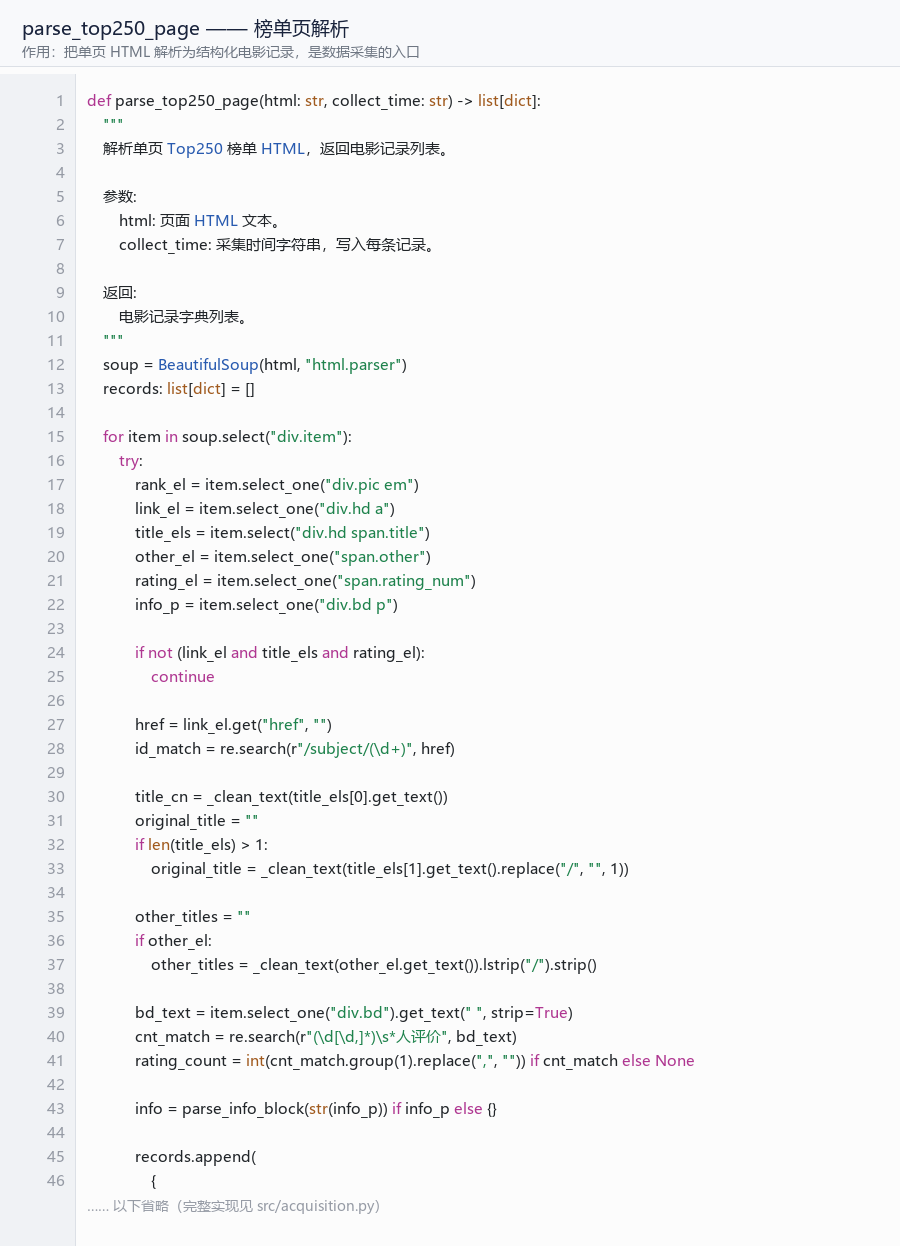 parse_top250_page —— 榜单页解析
作用：把单页 HTML 解析为结构化电影记录，是数据采集的入口
1 def parse_top250_page(html: str, collect_time: str) -> list[dict]:
2 """
3 解析单页 Top250 榜单 HTML，返回电影记录列表。
4
5 参数:
6 html: 页面 HTML 文本。
7 collect_time: 采集时间字符串，写入每条记录。
8
9 返回:
10 电影记录字典列表。
11 """
12 soup = BeautifulSoup(html, "html.parser")
13 records: list[dict] = []
14
15 for item in soup.select("div.item"):
16 try:
17 rank_el = item.select_one("div.pic em")
18 link_el = item.select_one("div.hd a")
19 title_els = item.select("div.hd span.title")
20 other_el = item.select_one("span.other")
21 rating_el = item.select_one("span.rating_num")
22 info_p = item.select_one("div.bd p")
23
24 if not (link_el and title_els and rating_el):
25 continue
26
27 href = link_el.get("href", "")
28 id_match = re.search(r"/subject/(\d+)", href)
29
30 title_cn = _clean_text(title_els[0].get_text())
31 original_title = ""
32 if len(title_els) > 1:
33 original_title = _clean_text(title_els[1].get_text().replace("/", "", 1))
34
35 other_titles = ""
36 if other_el:
37 other_titles = _clean_text(other_el.get_text()).lstrip("/").strip()
38
39 bd_text = item.select_one("div.bd").get_text(" ", strip=True)
40 cnt_match = re.search(r"(\d[\d,]*)\s*人评价", bd_text)
41 rating_count = int(cnt_match.group(1).replace(",", "")) if cnt_match else None
42
43 info = parse_info_block(str(info_p)) if info_p else {}
44
45 records.append(
46 {
…… 以下省略（完整实现见 src/acquisition.py）